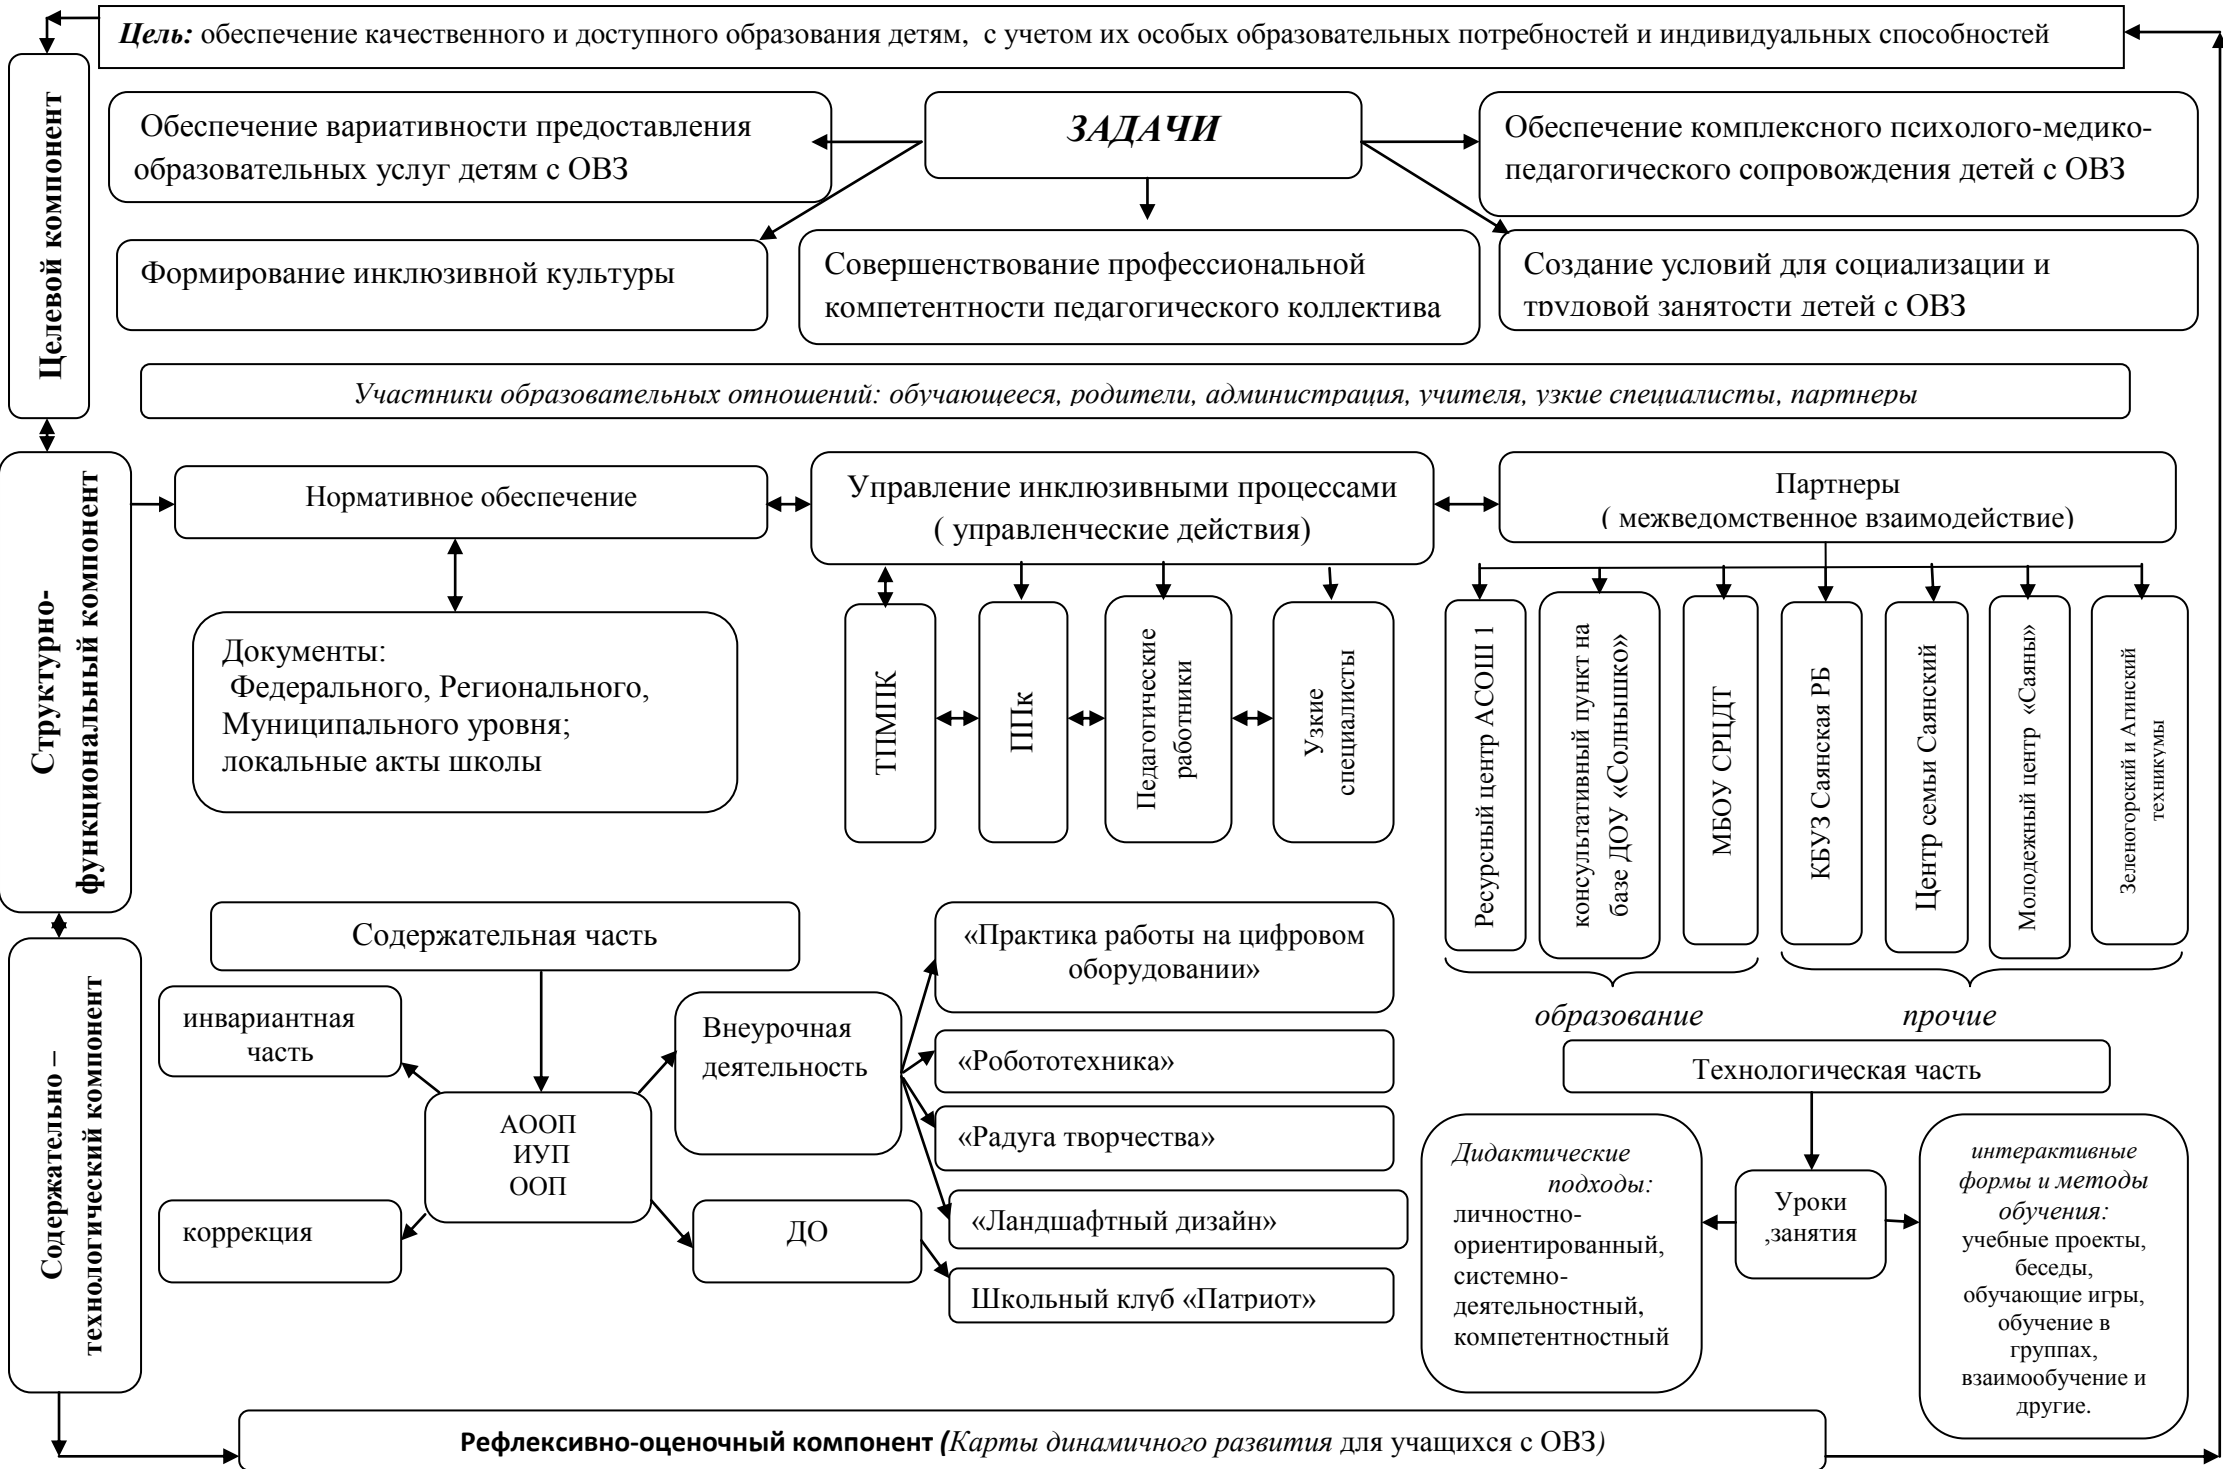 Цель: обеспечение качественного и доступного образования детям, с учетом их особых образовательных потребностей и индивидуальных способностей
Целевой компонент
ЗАДАЧИ
Обеспечение вариативности предоставления
образовательных услуг детям с ОВЗ
Обеспечение комплексного психолого-медико-
педагогического сопровождения детей с ОВЗ
Формирование инклюзивной культуры
Совершенствование профессиональной
компетентности педагогического коллектива
Создание условий для социализации и
трудовой занятости детей с ОВЗ
Участники образовательных отношений: обучающееся, родители, администрация, учителя, узкие специалисты, партнеры
Структурно-
функциональный компонент
Нормативное обеспечение
Управление инклюзивными процессами
( управленческие действия)
Партнеры
( межведомственное взаимодействие)
Документы:
Федерального, Регионального,
Муниципального уровня;
локальные акты школы
ТПМПК
ППк
Педагогические
работники
Узкие
специалисты
Ресурсный центр АСОШ 1
консультативный пункт на
базе ДОУ «Солнышко»
МБОУ СРЦДТ
КБУЗ Саянская РБ
Центр семьи Саянский
Молодежный центр «Саяны»
Зеленогорский и Агинский
техникумы
образование
прочие
Содержательно –
технологический компонент
Содержательная часть
инвариантная
часть
АООП
ИУП
ООП
коррекция
Внеурочная
деятельность
ДО
«Практика работы на цифровом
оборудовании»
«Робототехника»
«Радуга творчества»
«Ландшафтный дизайн»
Школьный клуб «Патриот»
Технологическая часть
Дидактические
подходы:
личностно-
ориентированный,
системно-
деятельностный,
компетентностный
Уроки
,занятия
интерактивные
формы и методы
обучения:
учебные проекты,
беседы,
обучающие игры,
обучение в
группах,
взаимообучение и
другие.
Рефлексивно-оценочный компонент (Карты динамичного развития для учащихся с ОВЗ)